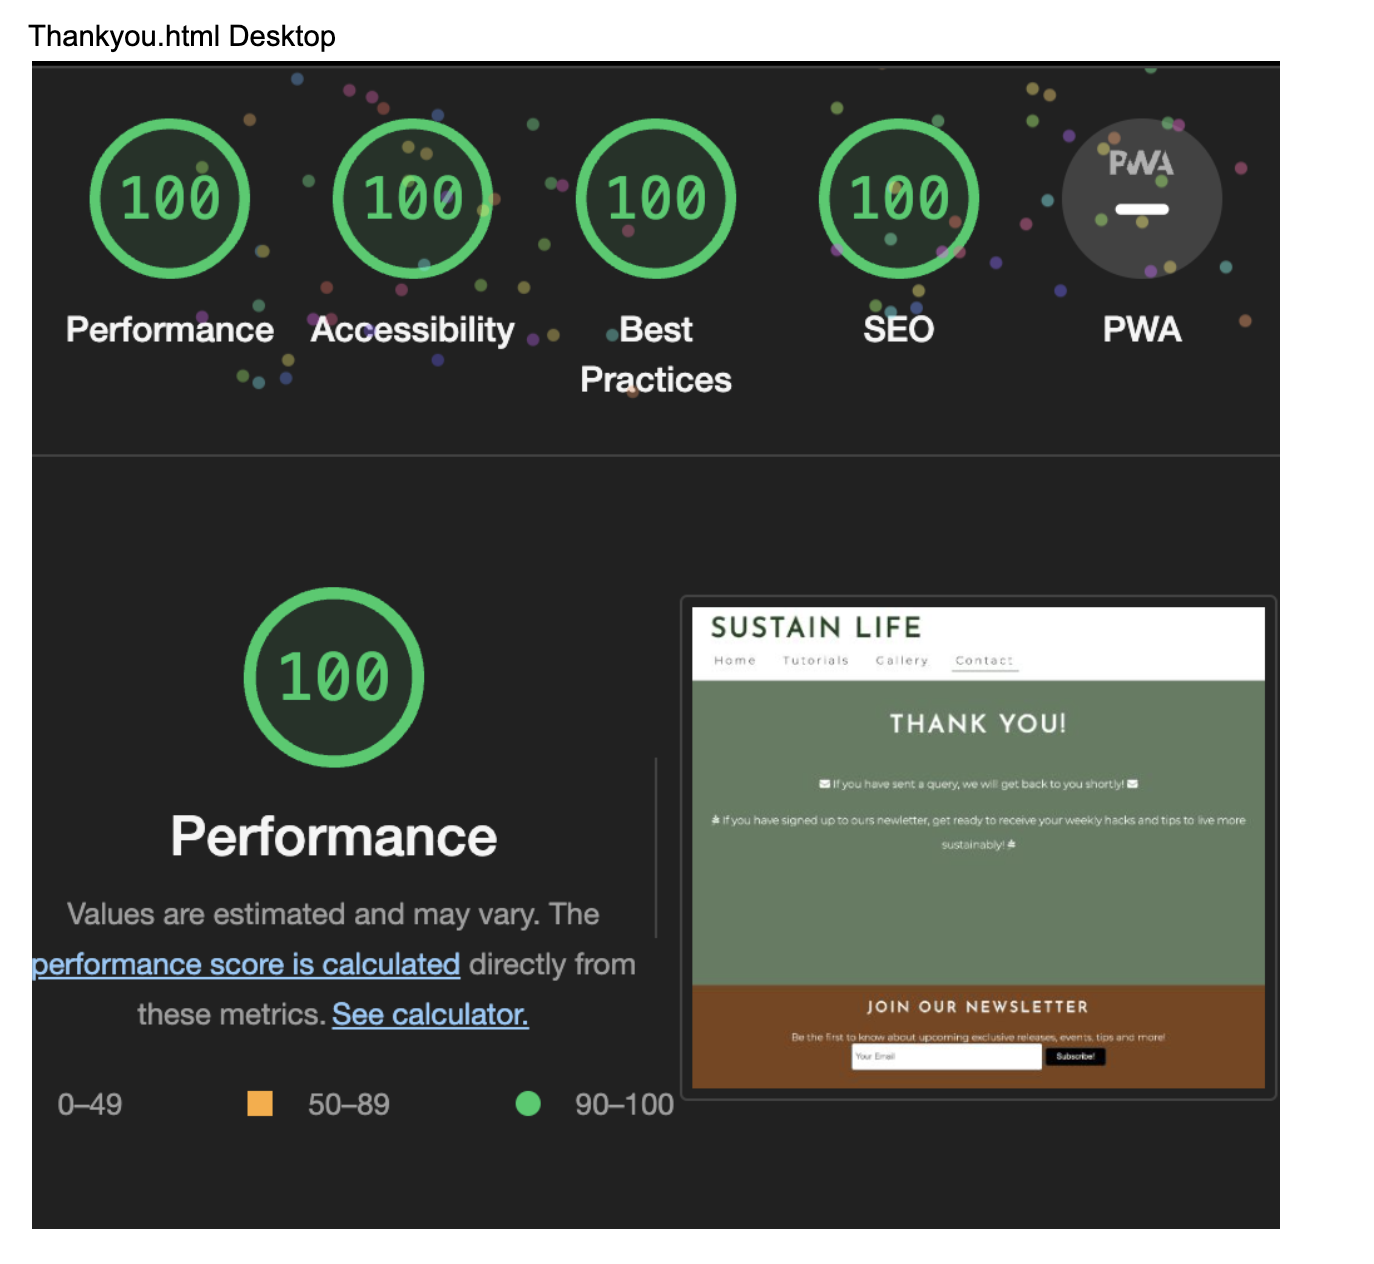 Thankyou.html Desktop
100 100 100 100 PWA
Performance Accessibility Best Practices SEO PWA
100
Performance
Values are estimated and may vary. The
performance score is calculated directly from
these metrics. See calculator.
0–49 50–89 90–100
SUSTAIN LIFE
Home Tutorials Gallery Contact
THANK YOU!
If you have sent a query, we will get back to you shortly!
If you have signed up to ours newletter, get ready to receive your weekly hacks and tips to live more
sustainably!
JOIN OUR NEWSLETTER
Be the first to know about upcoming exclusive releases, events, tips and more!
Your Email Subscribe!